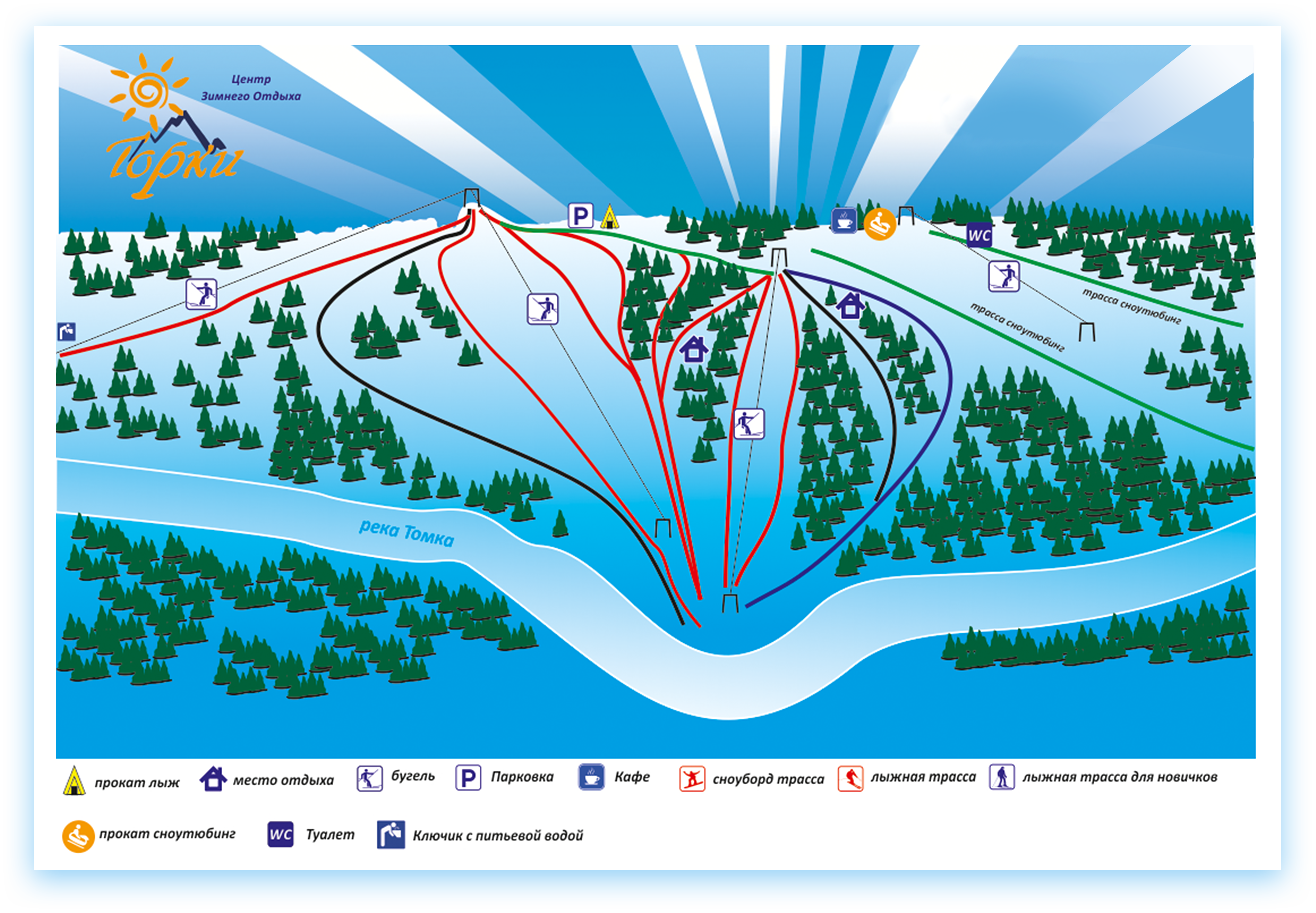 Центр
Зимнего Отдыха
Горки
P
WC
трасса сноутюбинг
трасса сноутюбинг
река Томка
прокат лыж
место отдыха
бугель
P
Парковка
Кафе
сноуборд трасса
лыжная трасса
лыжная трасса для новичков
прокат сноутюбинг
WC
Туалет
Ключик с питьевой водой